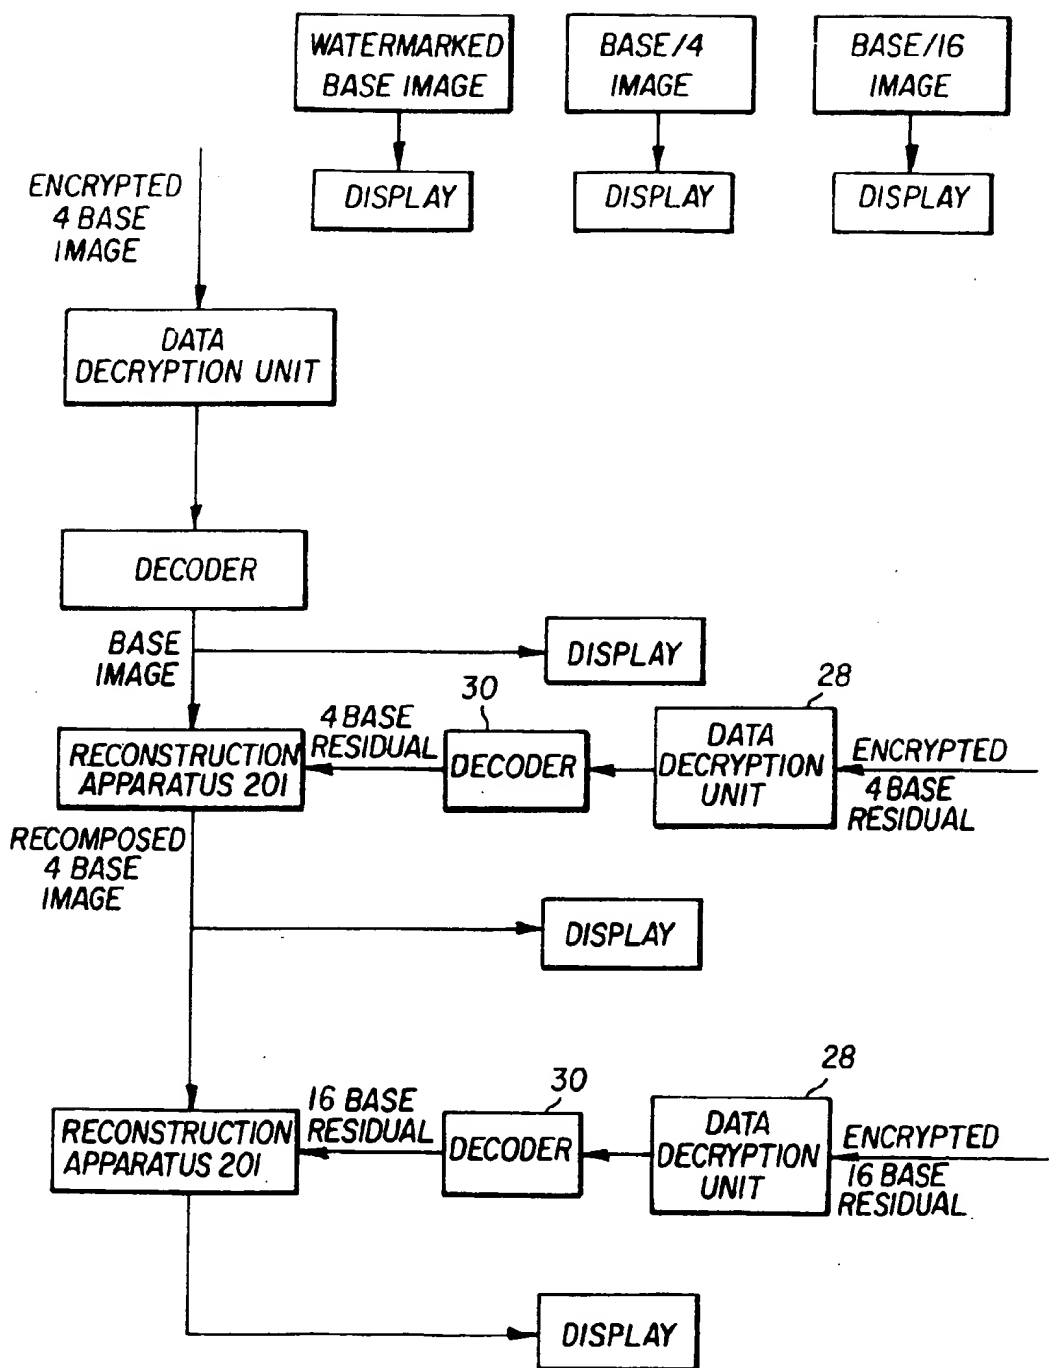 WATERMARKED
BASE IMAGE
BASE/4
IMAGE
BASE/16
IMAGE
DISPLAY
DISPLAY
DISPLAY
ENCRYPTED
4 BASE
IMAGE
DATA
DECRYPTION UNIT
DECODER
BASE
IMAGE
DISPLAY
RECONSTRUCTION
APPARATUS 201
4 BASE
RESIDUAL
30
DECODER
28
DATA
DECRYPTION
UNIT
ENCRYPTED
4 BASE
RESIDUAL
RECOMPOSED
4 BASE
IMAGE
DISPLAY
RECONSTRUCTION
APPARATUS 201
16 BASE
RESIDUAL
30
DECODER
28
DATA
DECRYPTION
UNIT
ENCRYPTED
16 BASE
RESIDUAL
DISPLAY